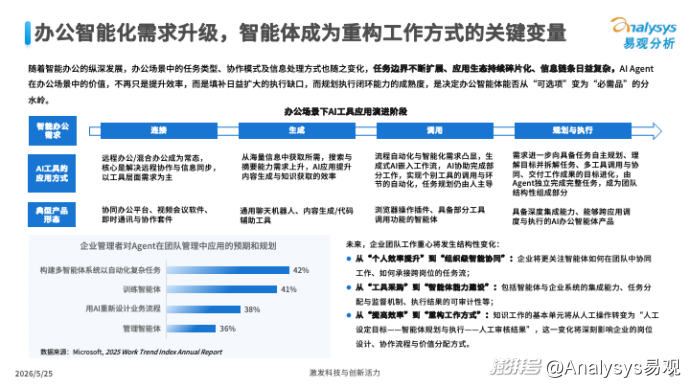 办公智能化需求升级，智能体成为重构工作方式的关键变量
analysys
易观分析
随着智能办公的纵深发展，办公场景中的任务类型、协作模式及信息处理方式也随之变化，任务边界不断扩展、应用生态持续碎片化、信息链条日益复杂，AI Agent
在办公场景中的价值，不再只是提升效率，而是填补日益扩大的执行缺口，而规划执行闭环能力的成熟度，是决定办公智能体能否从“可选项”变为“必需品”的分
水岭。
办公场景下AI工具应用演进阶段
智能办公
需求
连接
生成
调用
规划与执行
AI工具的
应用方式
远程办公/混合办公成为常态，
核心是解决远程协作与信息同步，
以工具层面需求为主
从海量信息中获取所需，搜索与
摘要能力需求上升，AI应用提升
内容生成与知识获取的效率
流程自动化与智能化需求凸显，生
成式AI嵌入工作流， AI协助完成部
分工作，实现个别工具的调用与环
节的自动化，任务规划仍由人主导
需求进一步向具备任务自主规划、理
解目标并拆解任务、多工具调用与协
同、交付工作成果的目标进化，由
Agent独立完成完整任务，成为团队
结构性组成部分
典型产品
形态
协同办公平台、视频会议软件、
即时通讯与协作套件
通用聊天机器人、内容生成/代码
辅助工具
浏览器操作插件、具备部分工具
调用功能的智能体
具备深度集成能力、能够跨应用调
度与执行的AI办公智能体产品
企业管理者对Agent在团队管理中应用的预期和规划
构建多智能体系统以自动化复杂任务
42%
训练智能体
41%
用AI重新设计业务流程
38%
管理智能体
36%
数据来源：Microsoft, 2025 Work Trend Index Annual Report
未来，企业团队工作重心将发生结构性变化：
从“个人效率提升”到“组织级智能协同”：企业将更关注智能体如何在团队中协同
工作、如何承接跨岗位的任务流；
从“工具采购”到“智能体能力建设”：包括智能体与企业系统的集成能力、任务分
配与监督机制、执行结果的可审计性等；
从“提高效率”到“重构工作方式”：知识工作的基本单元将从人工操作转变为“人工
设定目标——智能体规划与执行——人工审核结果”，这一变化将深刻影响企业的岗位
设计、协作流程与价值分配方式。
2026/5/25
激发科技与创新活力
澎湃号@Analysys易观